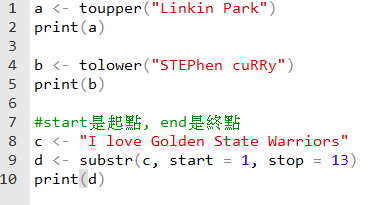 1 a <- toupper("Linkin Park")
2 print(a)
3
4 b <- tolower("STEPhen cuRRy")
5 print(b)
6
7 #start是起點, end是終點
8 c <- "I love Golden State Warriors"
9 d <- substr(c, start = 1, stop = 13)
10 print(d)